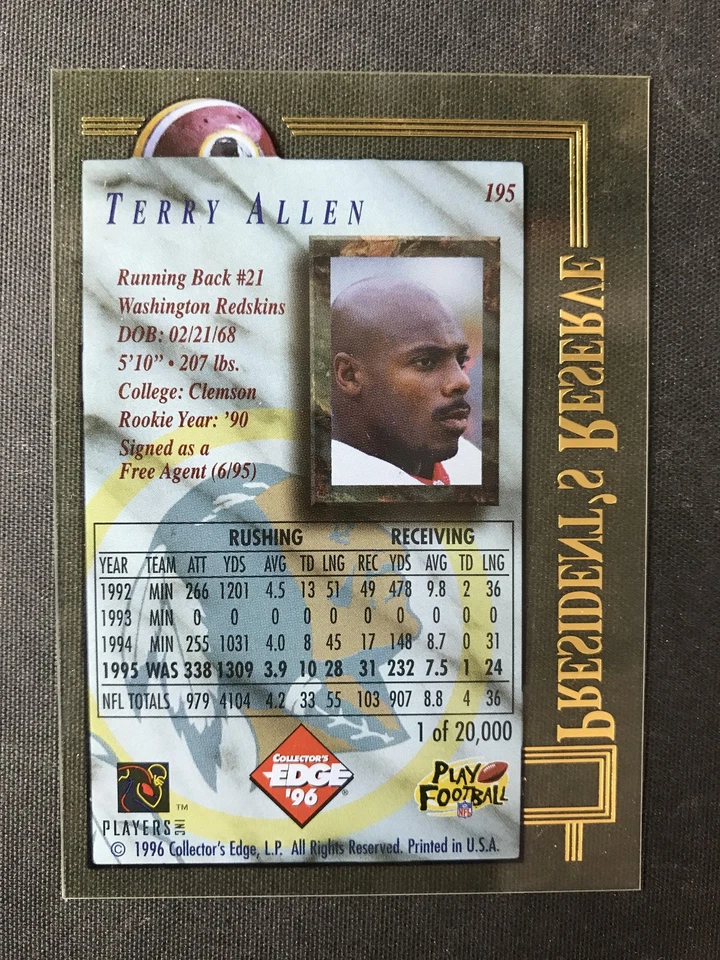 195
TERRY ALLEN
Running Back #21
Washington Redskins
DOB: 02/21/68
5'10" • 207 lbs.
College: Clemson
Rookie Year: '90
Signed as a
Free Agent (6/95)
RUSHING RECEIVING
YEAR TEAM ATT YDS AVG TD LNG REC YDS AVG TD LNG
1992 MIN 266 1201 4.5 13 51 49 478 9.8 2 36
1993 MIN 0 0 0 0 0 0 0 0 0 0
1994 MIN 255 1031 4.0 8 45 17 148 8.7 0 31
1995 WAS 338 1309 3.9 10 28 31 232 7.5 1 24
NFL TOTALS 979 4104 4.2 33 55 103 907 8.8 4 36
1 of 20,000
COLLECTOR'S
EDGE
'96
®
PLAY
FOOTBALL
NFL
™
PLAYERS INC
© 1996 Collector's Edge, L.P. All Rights Reserved. Printed in U.S.A.
PRESIDENT'S RESERVE